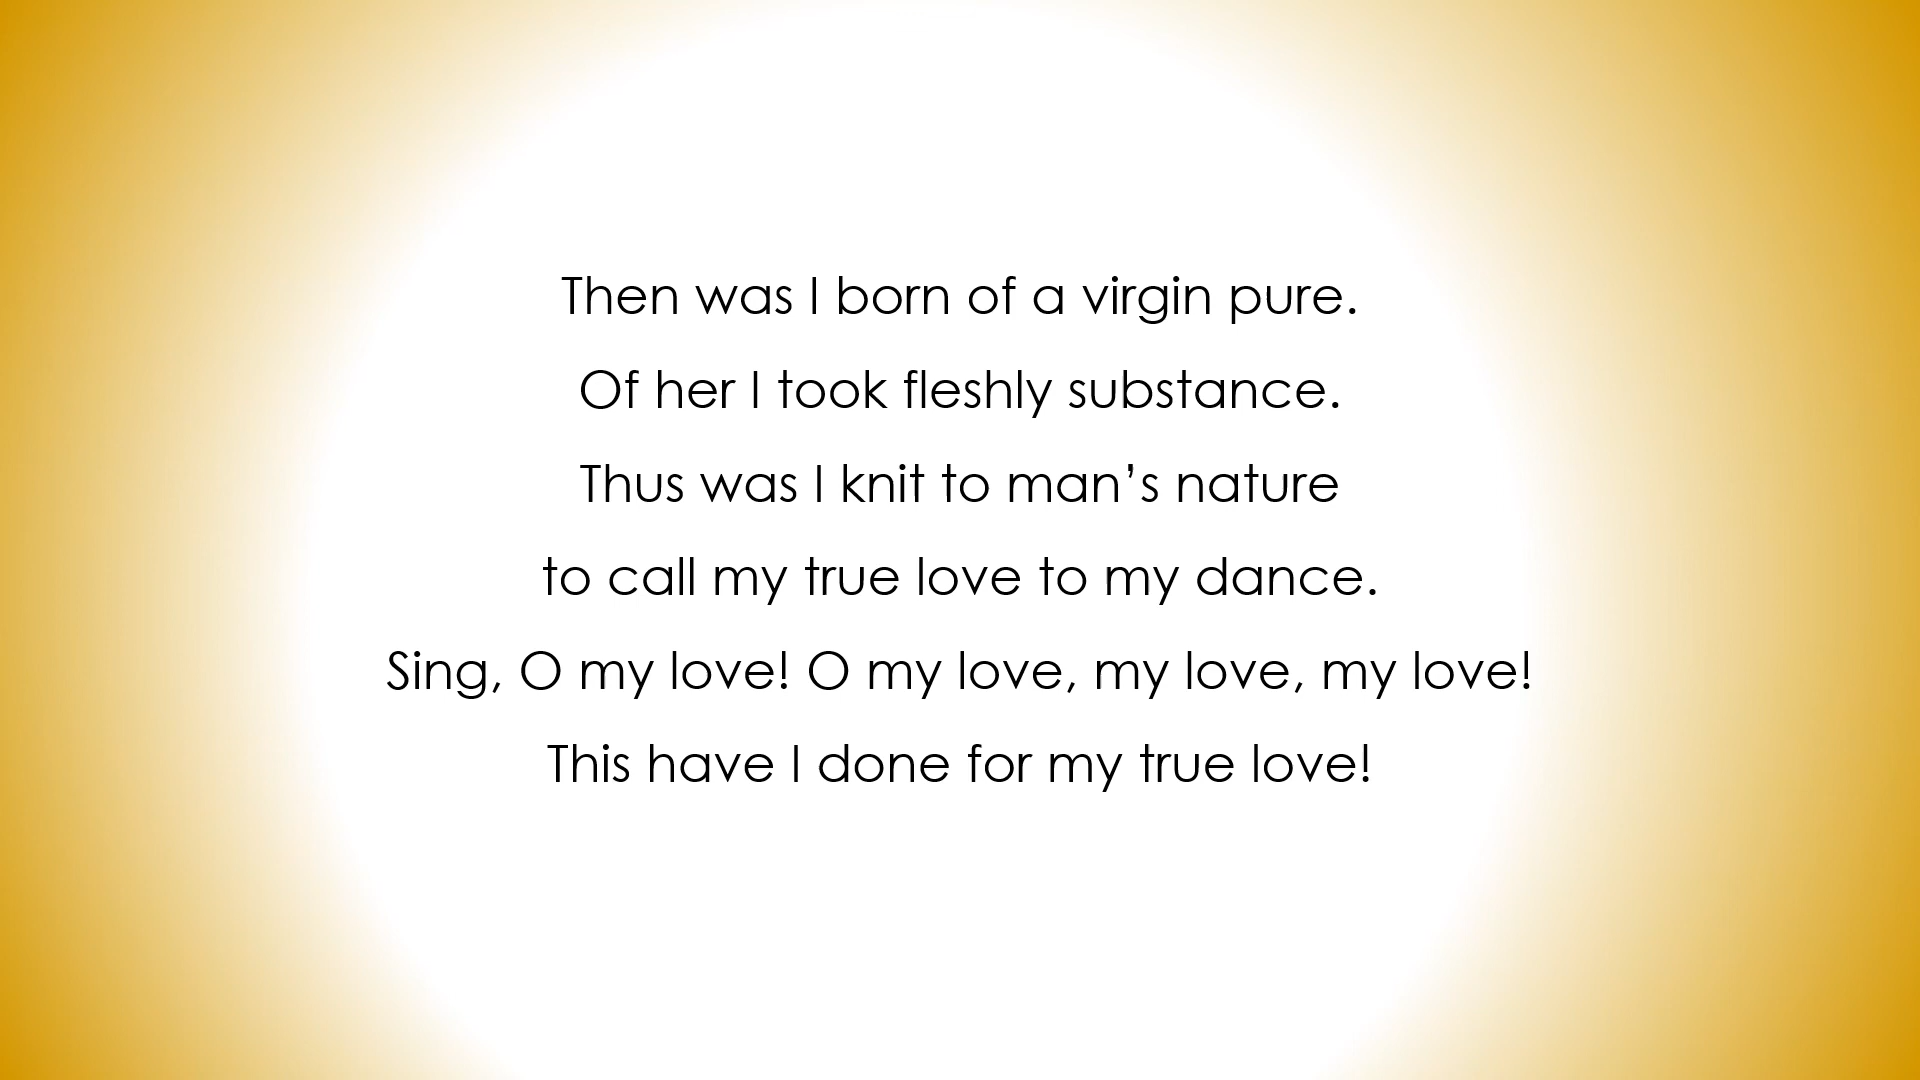 Then was I born of a virgin pure.
Of her I took fleshly substance.
Thus was I knit to man’s nature
to call my true love to my dance.
Sing, O my love! O my love, my love, my love!
This have I done for my true love!